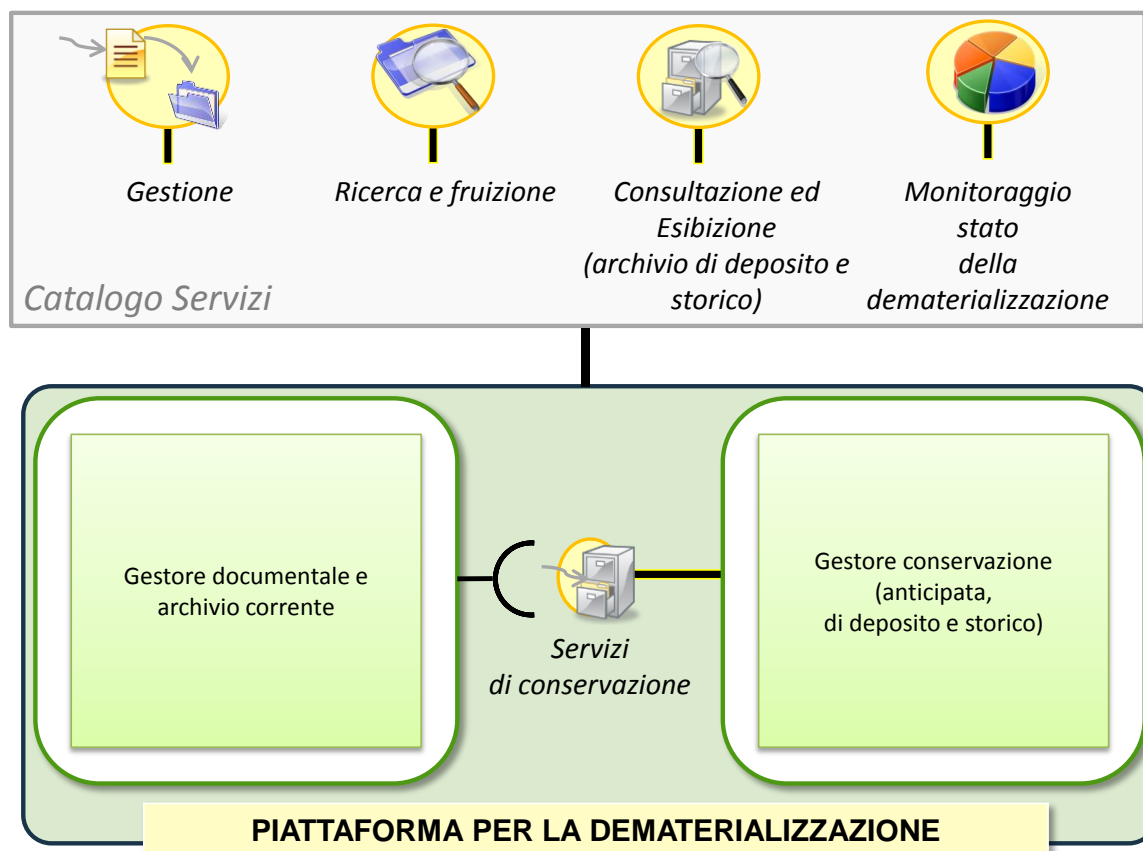 Gestione
Ricerca e fruizione
Consultazione ed
Esibizione
(archivio di deposito e
storico)
Monitoraggio
stato
della
dematerializzazione
Catalogo Servizi
Gestore documentale e
archivio corrente
Servizi
di conservazione
Gestore conservazione
(anticipata,
di deposito e storico)
PIATTAFORMA PER LA DEMATERIALIZZAZIONE